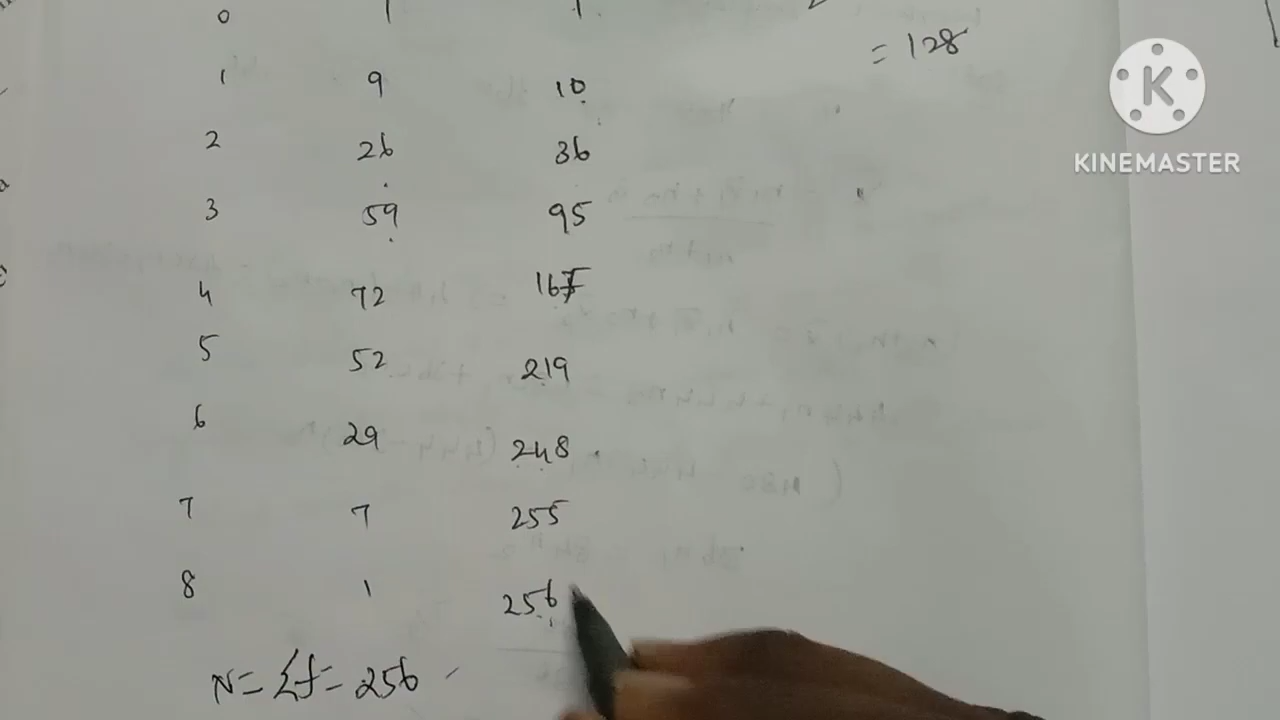 0 1 1
= 128
1 9 10
2 26 36
3 59 95
4 72 167
5 52 219
6 29 248
7 7 255
8 1 256
N = Σf = 256
K
KINEMASTER